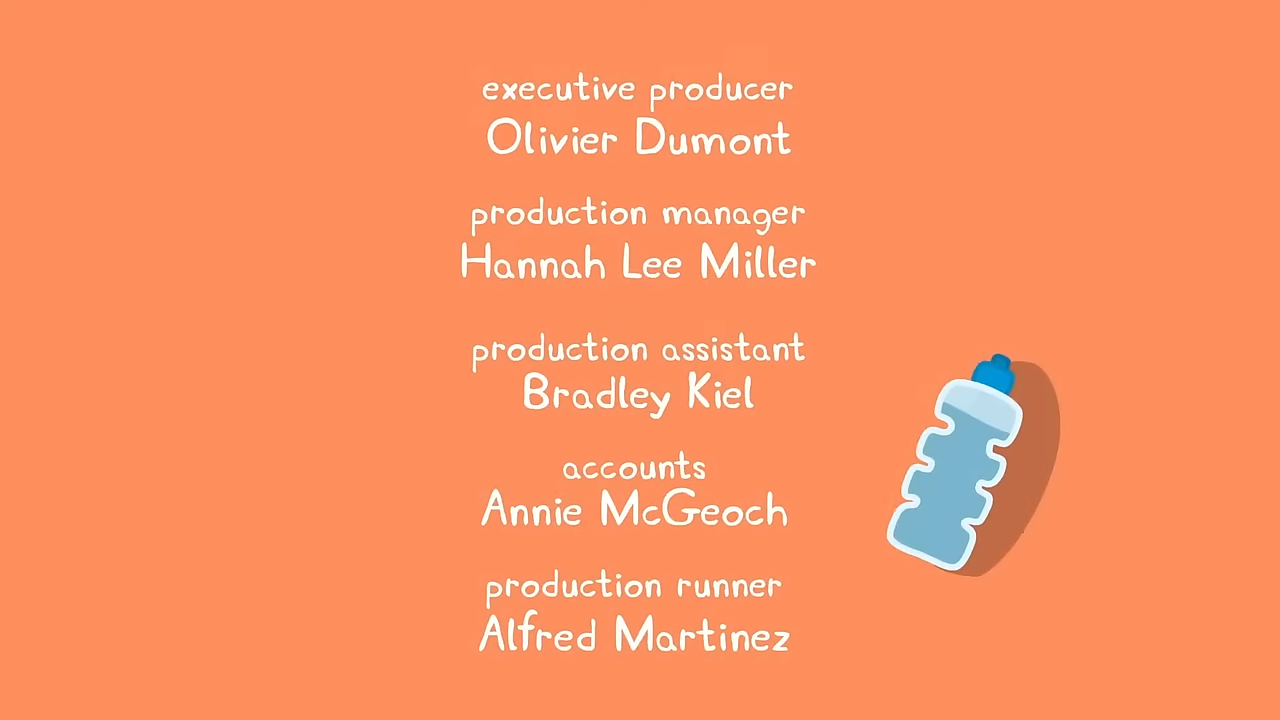 executive producer
Olivier Dumont
production manager
Hannah Lee Miller
production assistant
Bradley Kiel
accounts
Annie McGeoch
production runner
Alfred Martinez